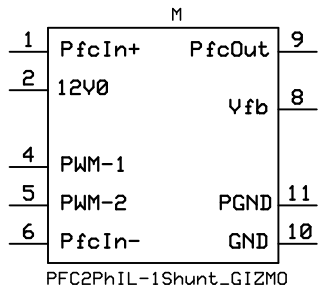 M
1 PfcIn+ PfcOut 9
2 12V0
Vfb 8
4 PWM-1
5 PWM-2 PGND 11
6 PfcIn- GND 10
PFC2PhIL-1Shunt_GIZMO